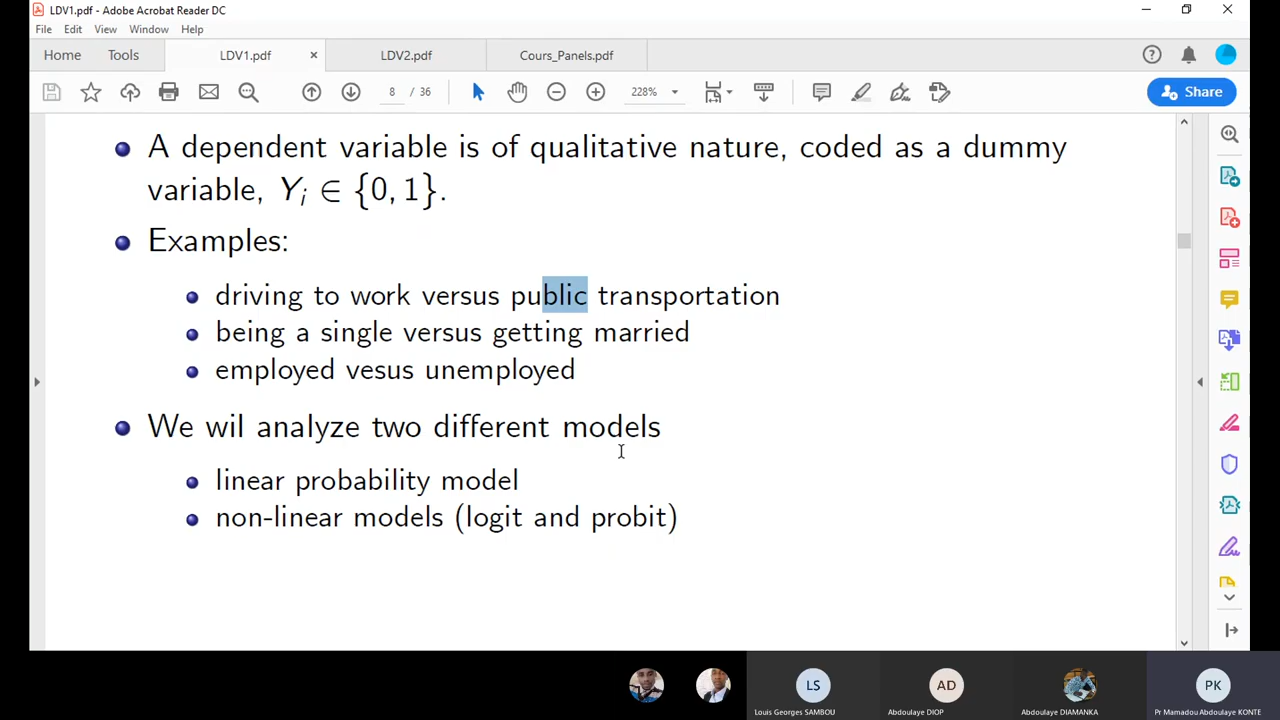 LDV1.pdf - Adobe Acrobat Reader DC
File Edit View Window Help
Home Tools LDV1.pdf × LDV2.pdf Cours_Panels.pdf
8 / 36 228% Share
A dependent variable is of qualitative nature, coded as a dummy
variable, Yi ∈ {0, 1}.
Examples:
driving to work versus public transportation
being a single versus getting married
employed vesus unemployed
We wil analyze two different models
linear probability model
non-linear models (logit and probit)
LS AD PK
Louis Georges SAMBOU Abdoulaye DIOP Abdoulaye DIAMANKA Pr Mamadou Abdoulaye KONTE